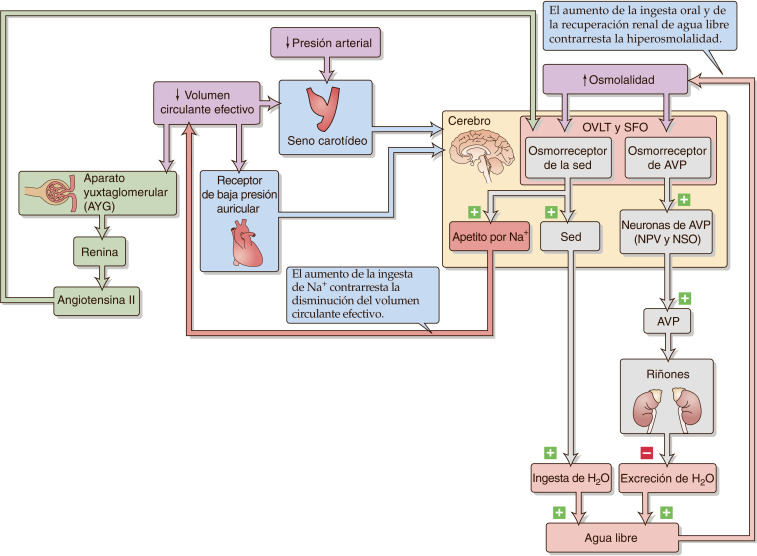 El aumento de la ingesta oral y de
la recuperación renal de agua libre
contrarresta la hiperosmolalidad.
↓ Presión arterial
↑ Osmolalidad
↓ Volumen
circulante efectivo
Seno carotídeo
Cerebro
OVLT y SFO
Osmorreceptor
de la sed
Osmorreceptor
de AVP
Aparato
yuxtaglomerular
(AYG)
Receptor
de baja presión
auricular
+
+
+
Apetito por Na⁺
Sed
Neuronas de AVP
(NPV y NSO)
Renina
El aumento de la ingesta
de Na⁺ contrarresta la
disminución del volumen
circulante efectivo.
Angiotensina II
+
AVP
Riñones
+
−
Ingesta de H₂O
Excreción de H₂O
+
+
Agua libre